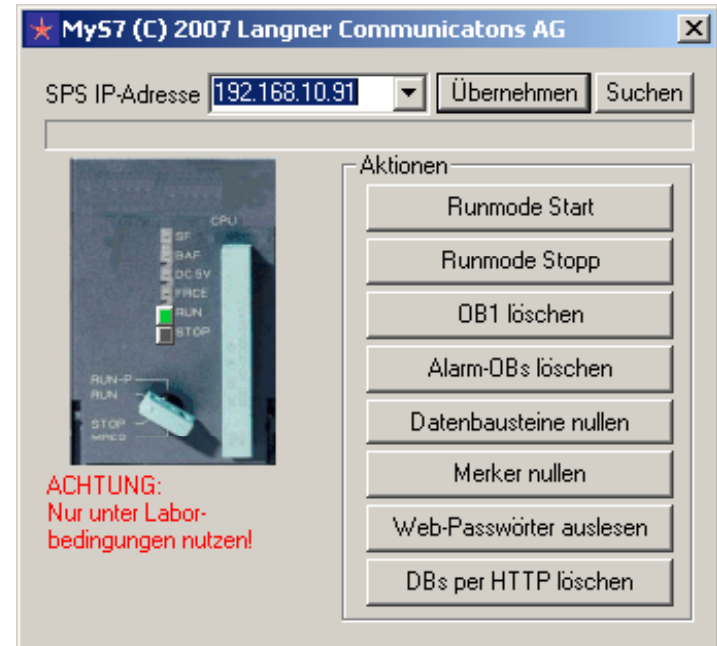 MyS7 (C) 2007 Langner Communicatons AG
SPS IP-Adresse 192.168.10.91 Übernehmen Suchen
Aktionen
Runmode Start
Runmode Stopp
OB1 löschen
Alarm-OBs löschen
Datenbausteine nullen
Merker nullen
Web-Passwörter auslesen
DBs per HTTP löschen
CPU
SF
BAF
DC5V
FRCE
RUN
STOP
RUN-P
RUN
STOP
MRES
ACHTUNG:
Nur unter Labor-
bedingungen nutzen!